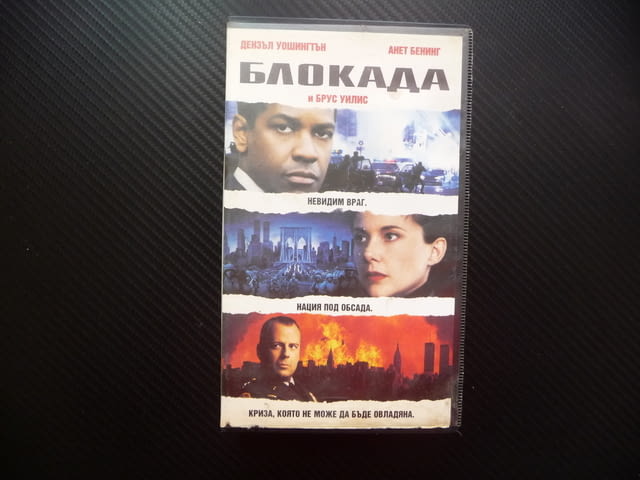 ДЕНЗЪЛ УОШИНГТЪН АНЕТ БЕНИНГ
БЛОКАДА
и БРУС УИЛИС
НЕВИДИМ ВРАГ.
НАЦИЯ ПОД ОБСАДА.
КРИЗА, КОЯТО НЕ МОЖЕ ДА БЪДЕ ОВЛАДЯНА.